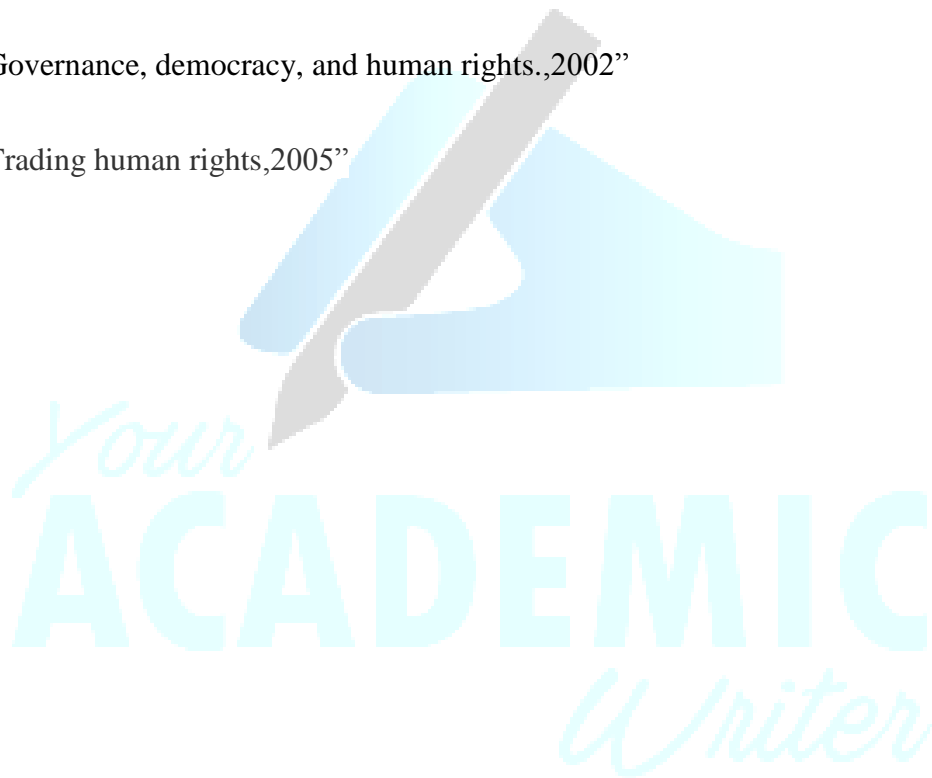 Governance, democracy, and human rights.,2002”
Trading human rights,2005”
Your
ACADEMIC
Writer